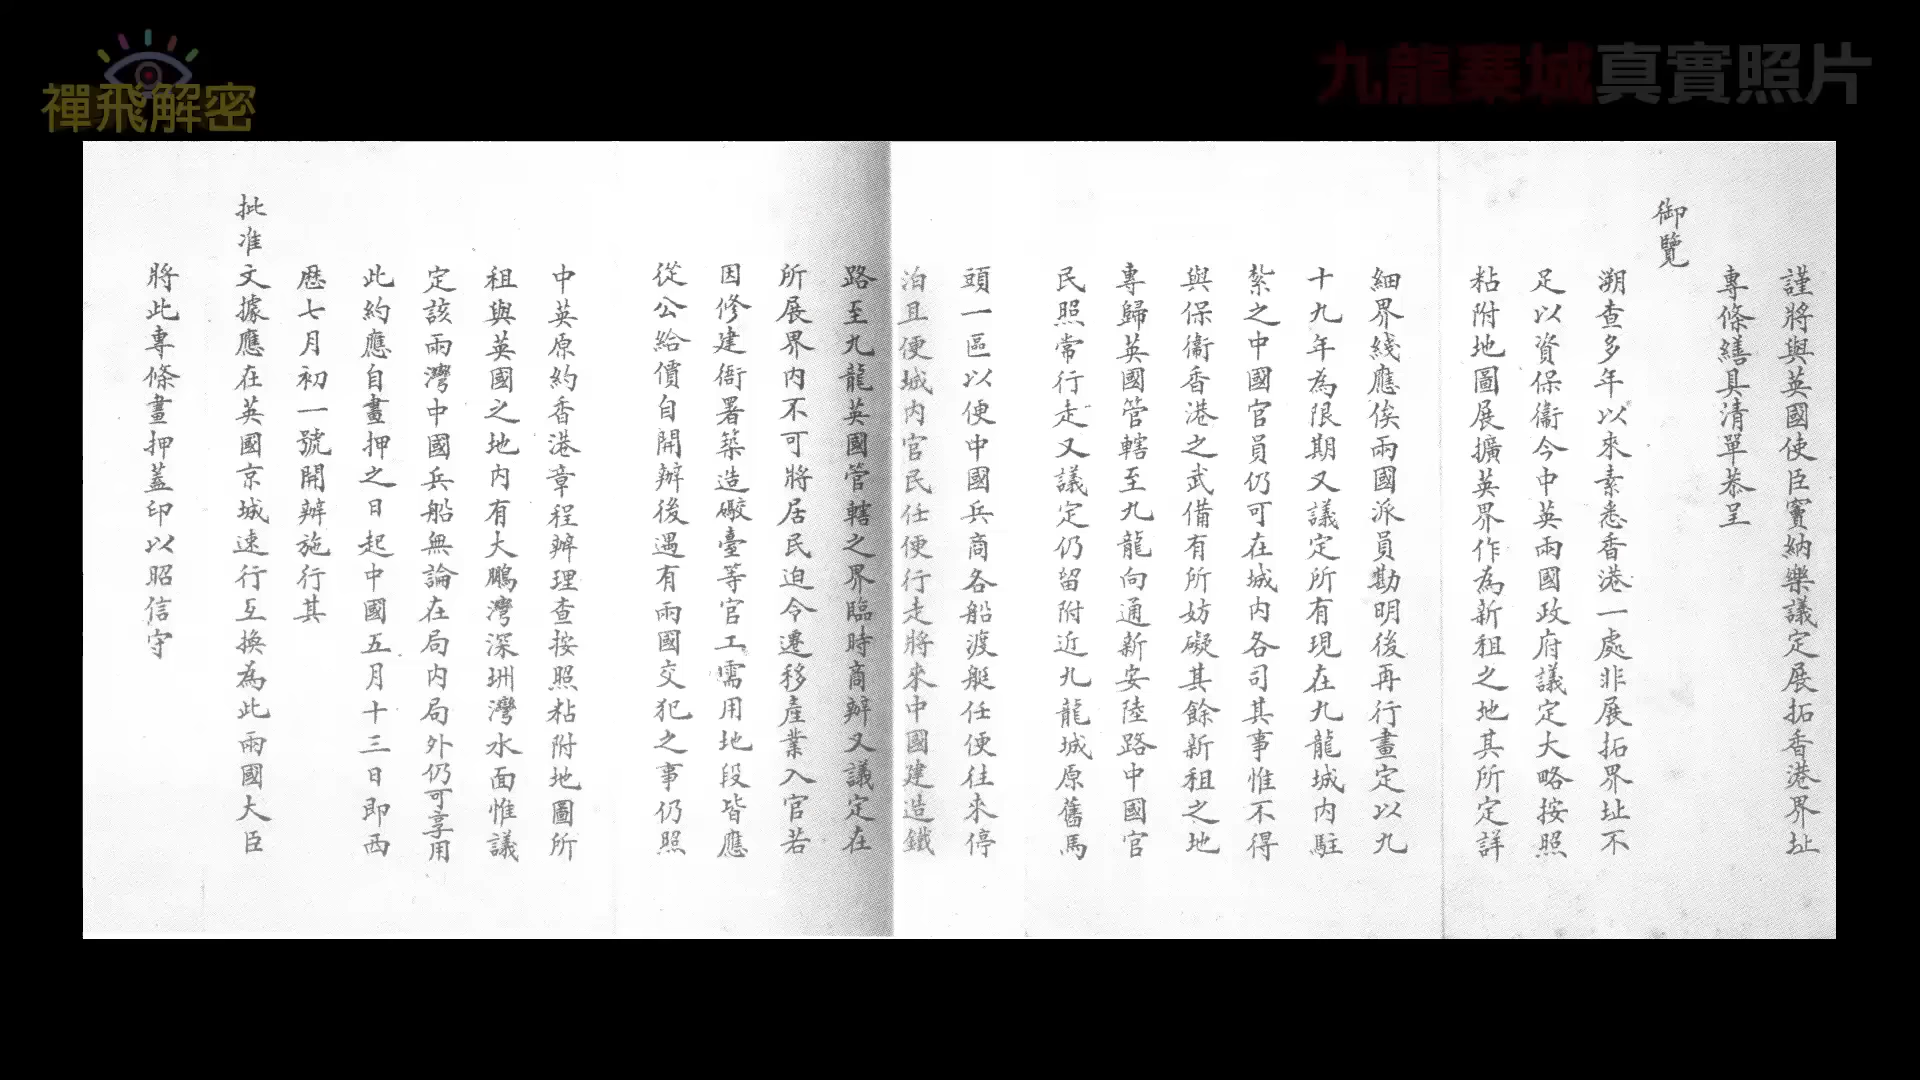 禪飛解密
九龍寨城真實照片
謹將與英國使臣竇納樂議定展拓香港界址
專條繕具清單恭呈
御覽
溯查多年以來素悉香港一處非展拓界址不
足以資保衞今中英兩國政府議定大略按照
粘附地圖展擴英界作為新租之地其所定詳
細界綫應俟兩國派員勘明後再行畫定以九
十九年為限期又議定所有現在九龍城內駐
紮之中國官員仍可在城內各司其事惟不得
與保衞香港之武備有所妨礙其餘新租之地
專歸英國管轄至九龍向通新安陸路中國官
民照常行走又議定仍留附近九龍城原舊馬
頭一區以便中國兵商各船渡艇任便往來停
泊且便城內官民任便行走將來中國建造鐵
路至九龍英國管轄之界臨時商辦又議定在
所展界內不可將居民迫令遷移產業入官若
因修建衙署築造礮臺等官工需用地段皆應
從公給價自開辦後遇有兩國交犯之事仍照
中英原約香港章程辦理查按照粘附地圖所
租與英國之地內有大鵬灣深圳灣水面惟議
定該兩灣中國兵船無論在局內局外仍可享用
此約應自畫押之日起中國五月十三日即西
歷七月初一號開辦施行其
批准文據應在英國京城速行互換為此兩國大臣
將此專條畫押蓋印以昭信守